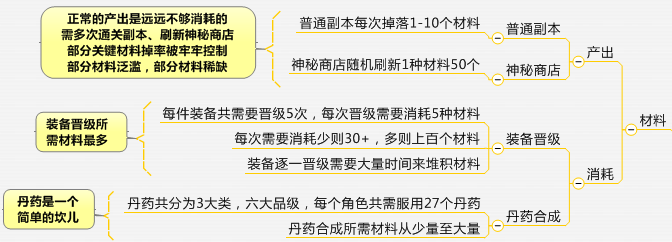 正常的产出是远远不够消耗的
需多次通关副本、刷新神秘商店
部分关键材料掉率被牢牢控制
部分材料泛滥，部分材料稀缺
普通副本每次掉落1-10个材料
普通副本
神秘商店随机刷新1种材料50个
神秘商店
产出
材料
装备晋级所
需材料最多
每件装备共需要晋级5次，每次晋级需要消耗5种材料
每次需要消耗少则30+，多则上百个材料
装备逐一晋级需要大量时间来堆积材料
装备晋级
消耗
丹药是一个
简单的坎儿
丹药共分为3大类，六大品级，每个角色共需服用27个丹药
丹药合成所需材料从少量至大量
丹药合成